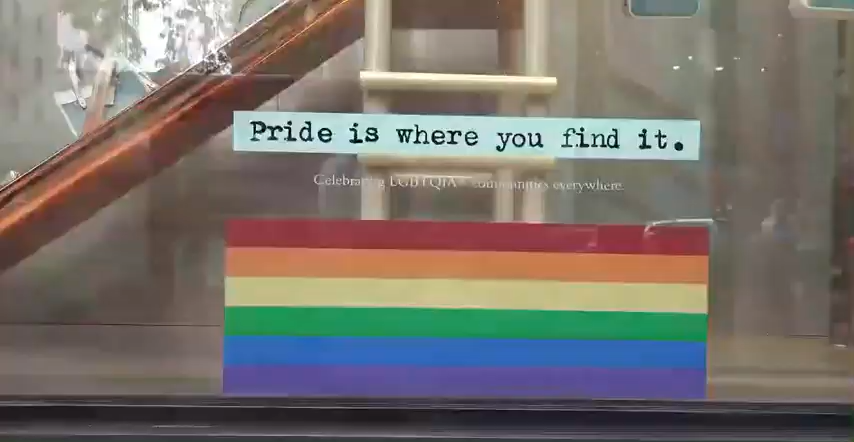 Pride is where you find it.
Celebrating LGBTQIA+ communities everywhere.